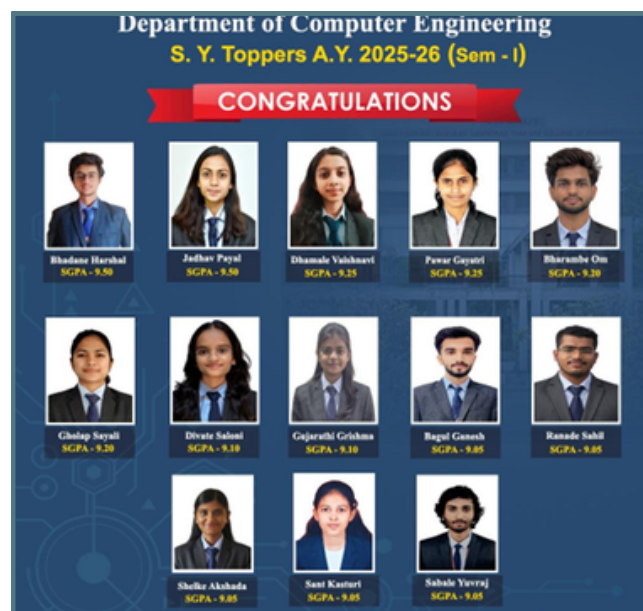 Department of Computer Engineering
S. Y. Toppers A.Y. 2025-26 (Sem - I)
CONGRATULATIONS
Bhadane Harshal
SGPA - 9.50
Jadhav Payal
SGPA - 9.50
Dhamale Vaishnavi
SGPA - 9.25
Pawar Gayatri
SGPA - 9.25
Bharambe Om
SGPA - 9.20
Gholap Sayali
SGPA - 9.20
Divate Saloni
SGPA - 9.10
Gujarathi Grishma
SGPA - 9.10
Bagul Ganesh
SGPA - 9.05
Ranade Sahil
SGPA - 9.05
Shelke Akshada
SGPA - 9.05
Sant Kasturi
SGPA - 9.05
Sabale Yuvraj
SGPA - 9.05